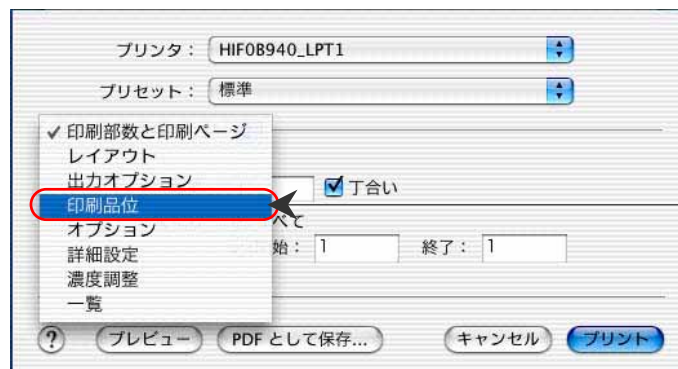 プリンタ： HIF0B940_LPT1
プリセット： 標準
✓ 印刷部数と印刷ページ
レイアウト
出力オプション
丁合い
印刷品位
オプション
べて
詳細設定
始： 1 終了： 1
濃度調整
一覧
? プレビュー PDF として保存... キャンセル プリント